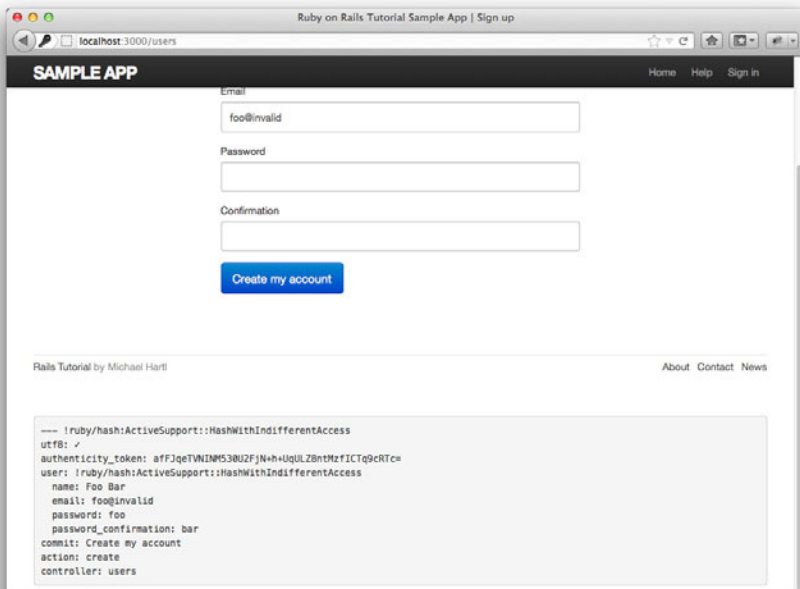 Ruby on Rails Tutorial Sample App | Sign up
localhost:3000/users
SAMPLE APP
Home Help Sign in
Email
foo@invalid
Password
Confirmation
Create my account
Rails Tutorial by Michael Hartl
About Contact News
--- !ruby/hash:ActiveSupport::HashWithIndifferentAccess
utf8: ✓
authenticity_token: afFJqeTVNINM530U2FjN+h+UqULZ8ntMzfICTq9cRTc=
user: !ruby/hash:ActiveSupport::HashWithIndifferentAccess
name: Foo Bar
email: foo@invalid
password: foo
password_confirmation: bar
commit: Create my account
action: create
controller: users